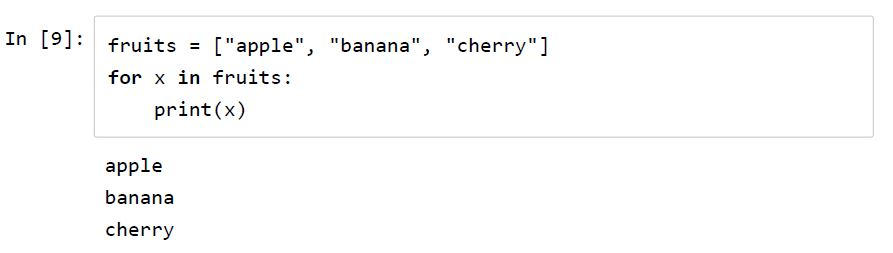 In [9]: fruits = ["apple", "banana", "cherry"]
for x in fruits:
    print(x)
apple
banana
cherry